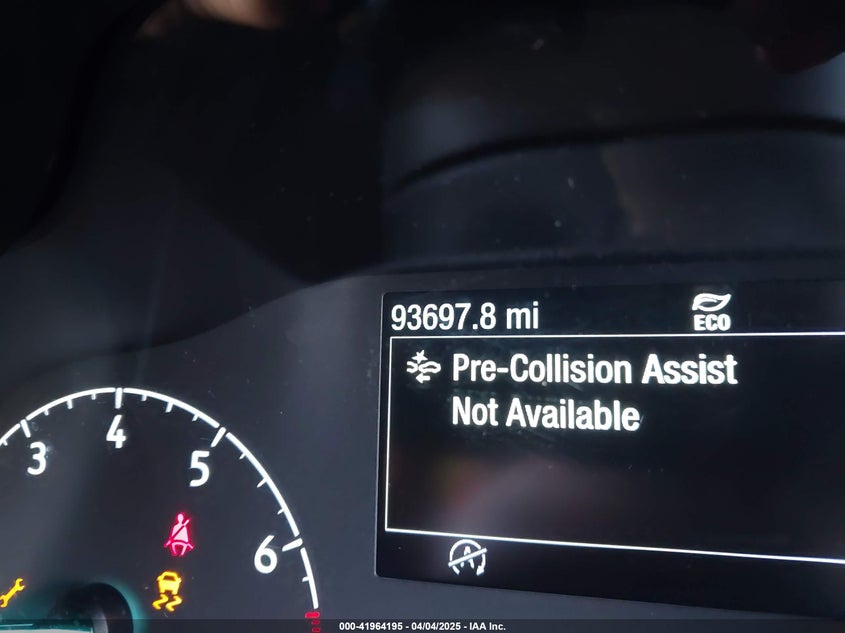 93697.8 mi
ECO
Pre-Collision Assist
Not Available
3
4
5
6
A
000-41964195 - 04/04/2025 - IAA Inc.